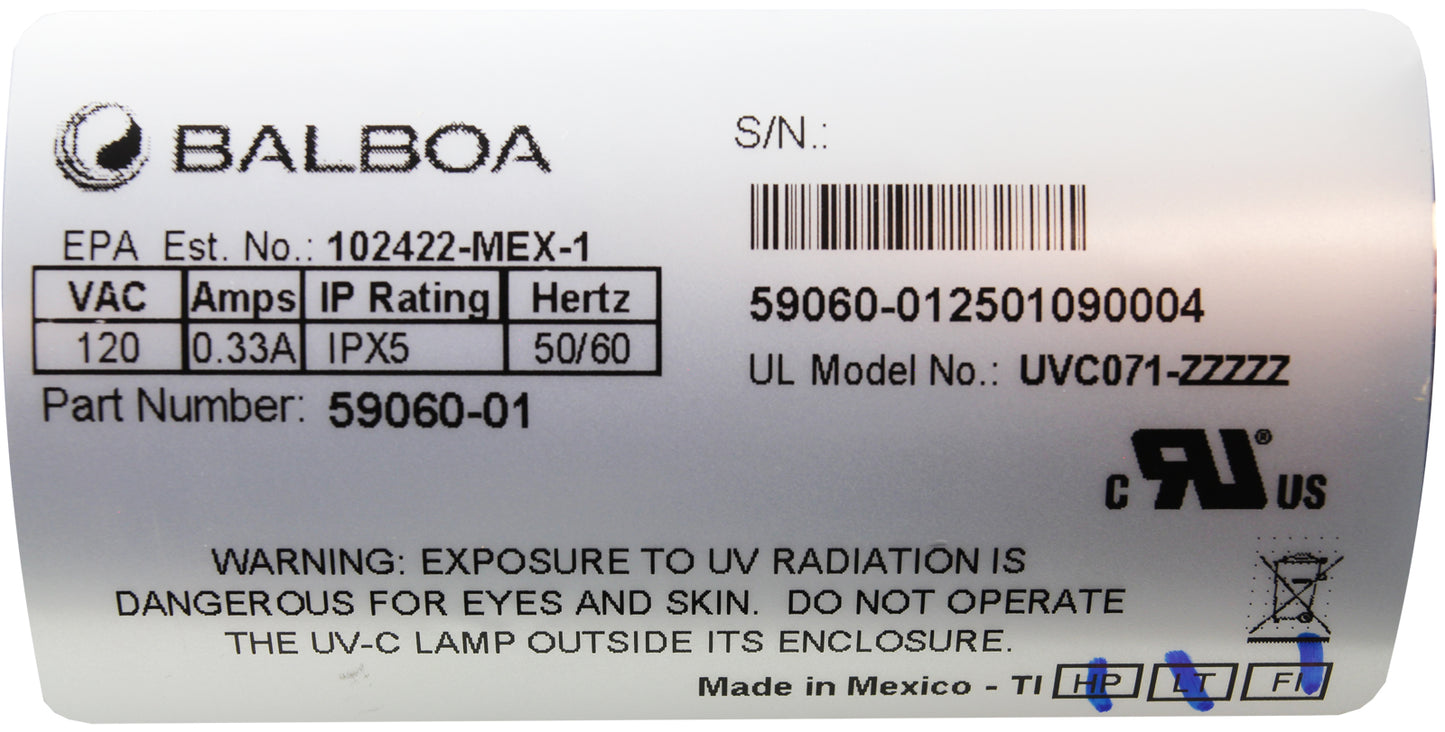 BALBOA
EPA Est. No.: 102422-MEX-1
VAC Amps IP Rating Hertz
120 0.33A IPX5 50/60
Part Number: 59060-01
S/N.:
59060-012501090004
UL Model No.: UVC071-ZZZZZ
C RU® US
WARNING: EXPOSURE TO UV RADIATION IS
DANGEROUS FOR EYES AND SKIN. DO NOT OPERATE
THE UV-C LAMP OUTSIDE ITS ENCLOSURE.
Made in Mexico - TI HP LT FI